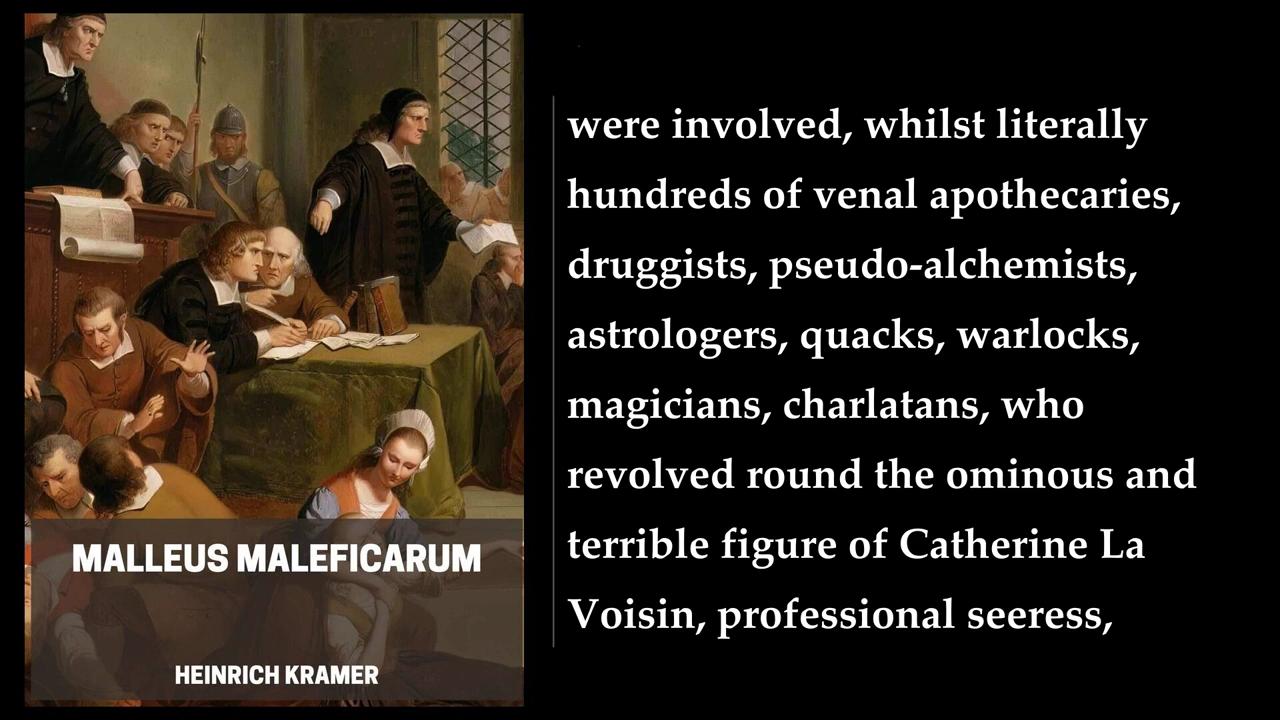 MALLEUS MALEFICARUM
HEINRICH KRAMER
were involved, whilst literally
hundreds of venal apothecaries,
druggists, pseudo-alchemists,
astrologers, quacks, warlocks,
magicians, charlatans, who
revolved round the ominous and
terrible figure of Catherine La
Voisin, professional seeress,